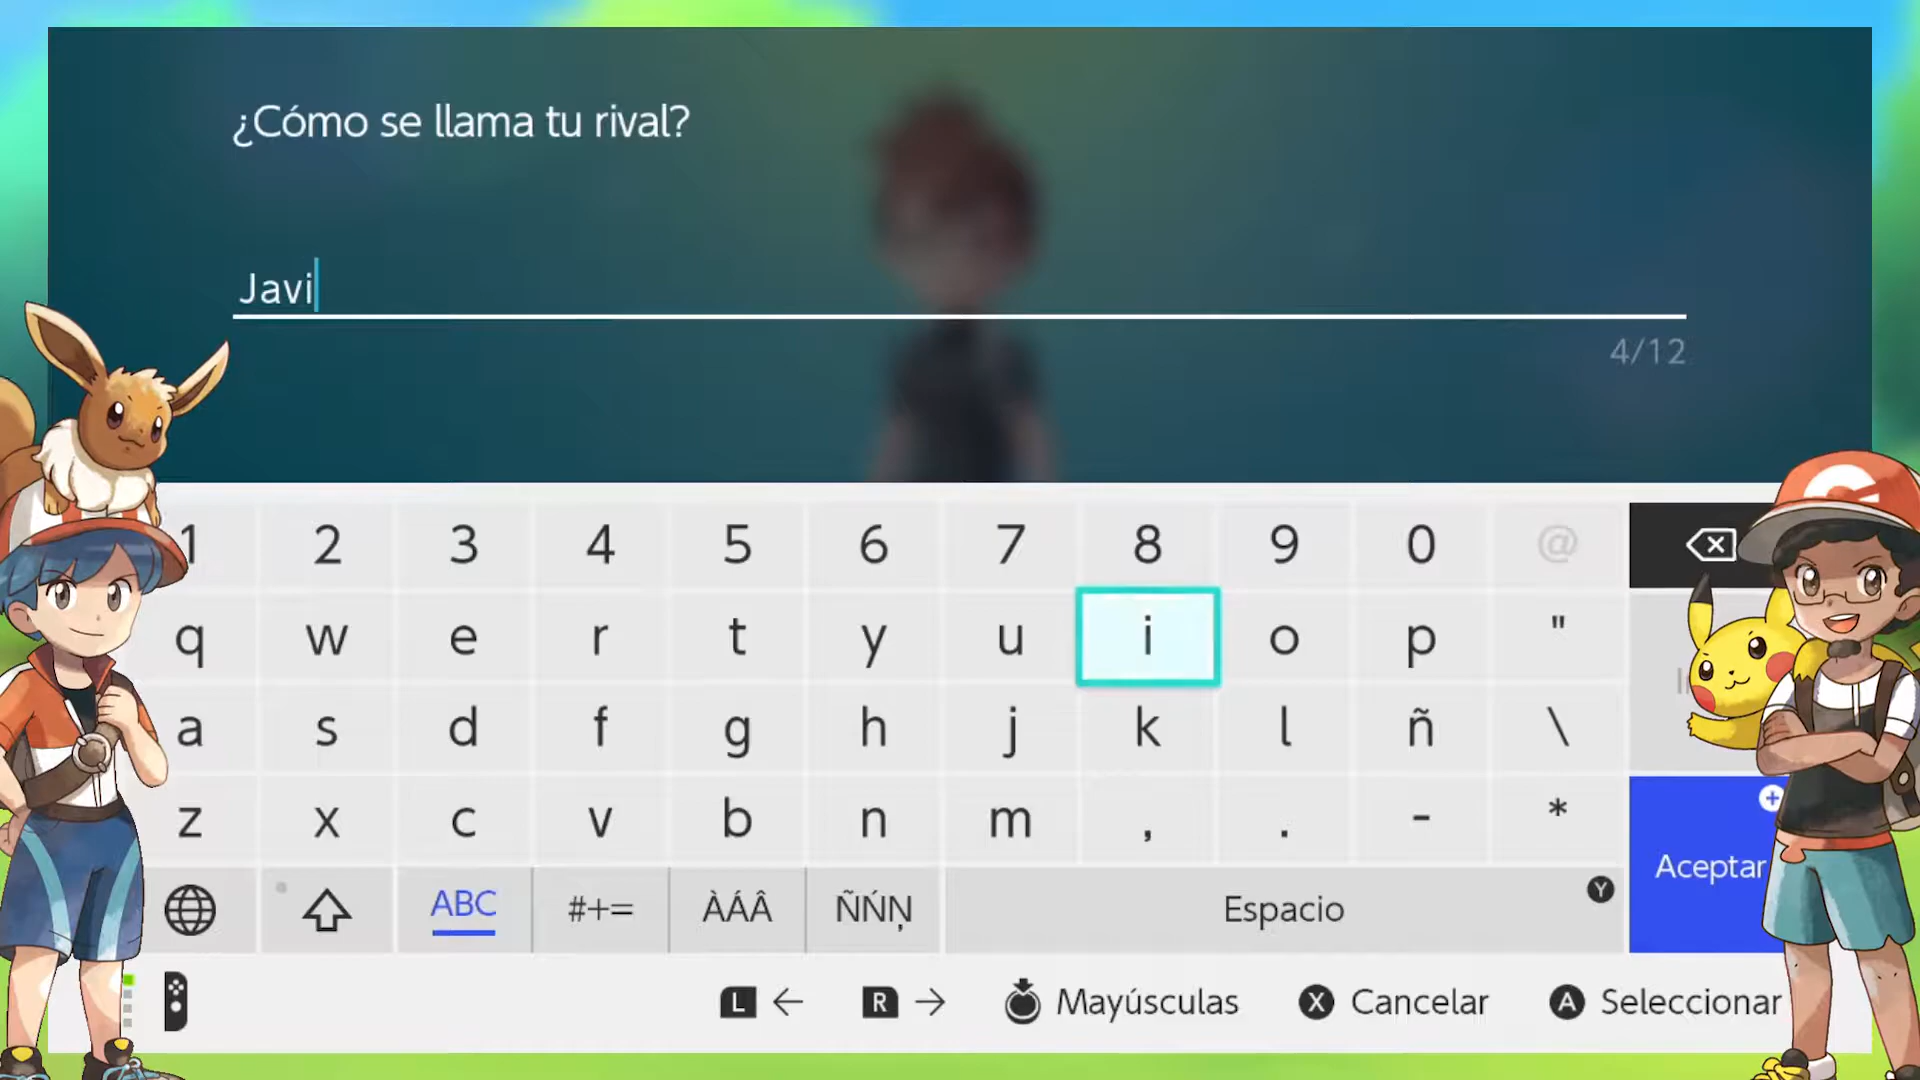 ¿Cómo se llama tu rival?
Javi
4/12
1 2 3 4 5 6 7 8 9 0 @
q w e r t y u i o p "
a s d f g h j k l ñ \
z x c v b n m , . - *
ABC #+= ÀÁÂ ÑŃŅ Espacio Y
Aceptar
L ← R → Mayúsculas X Cancelar A Seleccionar